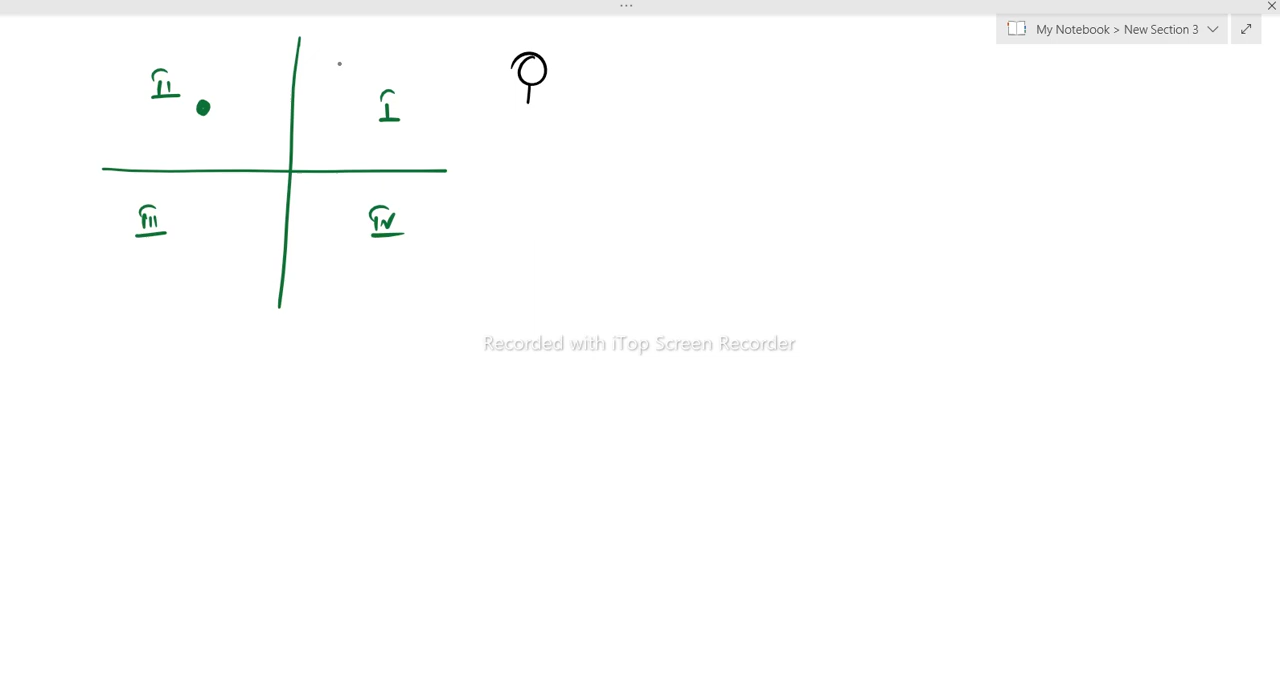 My Notebook > New Section 3
II
I
III
IV
Recorded with iTop Screen Recorder